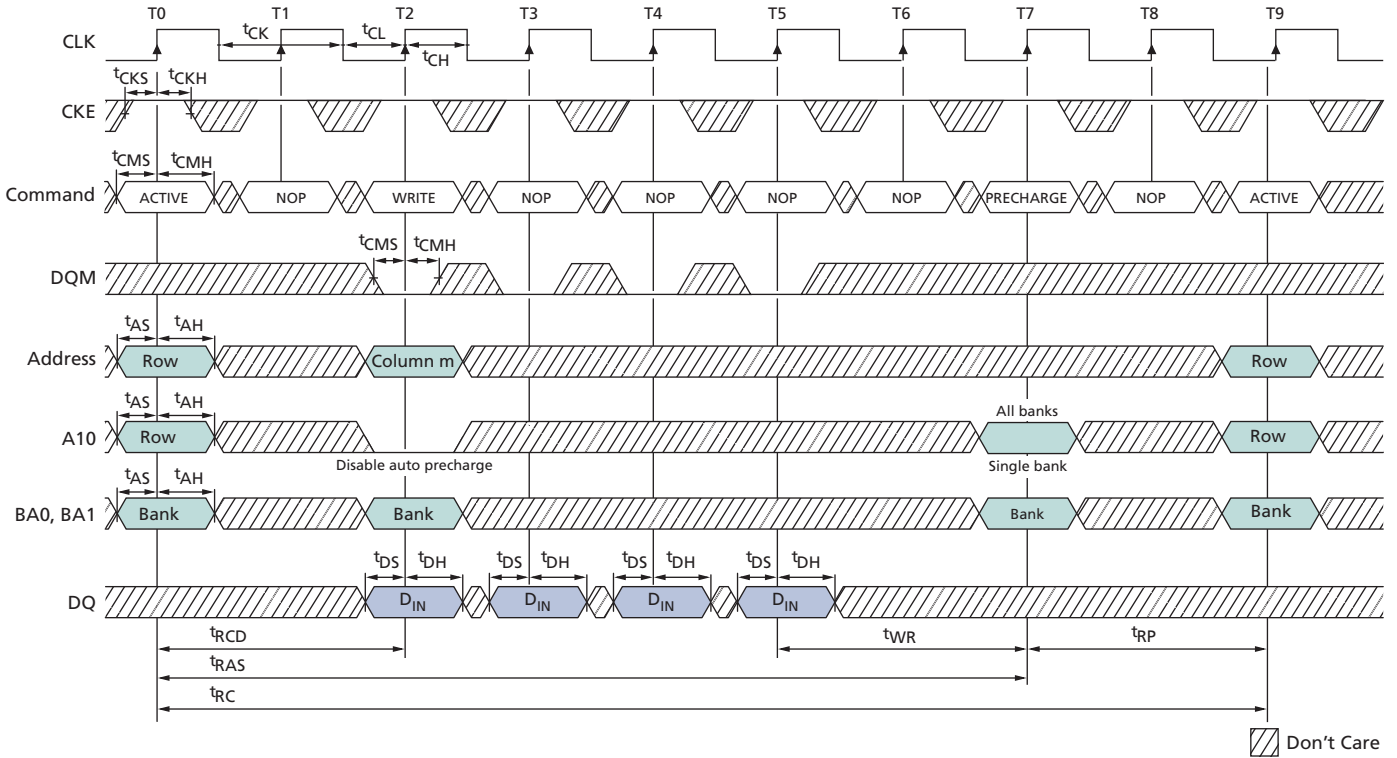 T0 T1 T2 T3 T4 T5 T6 T7 T8 T9
CLK tCK tCL tCH
tCKS tCKH
CKE
tCMS tCMH
Command ACTIVE NOP WRITE NOP NOP NOP NOP PRECHARGE NOP ACTIVE
tCMS tCMH
DQM
tAS tAH
Address Row Column m Row
tAS tAH All banks
A10 Row Row
Disable auto precharge Single bank
tAS tAH
BA0, BA1 Bank Bank Bank Bank
tDS tDH tDS tDH tDS tDH tDS tDH
DQ DIN DIN DIN DIN
tRCD tWR tRP
tRAS
tRC
Don't Care